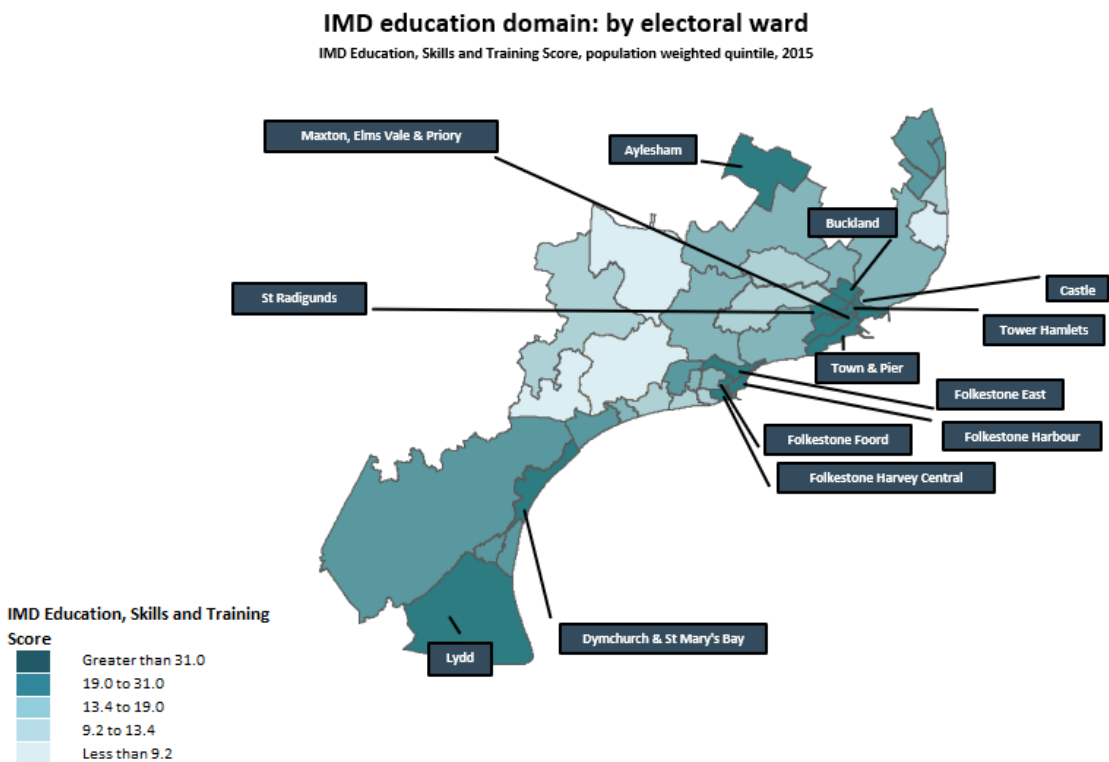 IMD education domain: by electoral ward
IMD Education, Skills and Training Score, population weighted quintile, 2015
Maxton, Elms Vale & Priory
Aylesham
Buckland
St Radigunds
Castle
Tower Hamlets
Town & Pier
Folkestone East
Folkestone Foord
Folkestone Harbour
Folkestone Harvey Central
IMD Education, Skills and Training
Score
Greater than 31.0
19.0 to 31.0
13.4 to 19.0
9.2 to 13.4
Less than 9.2
Dymchurch & St Mary's Bay
Lydd